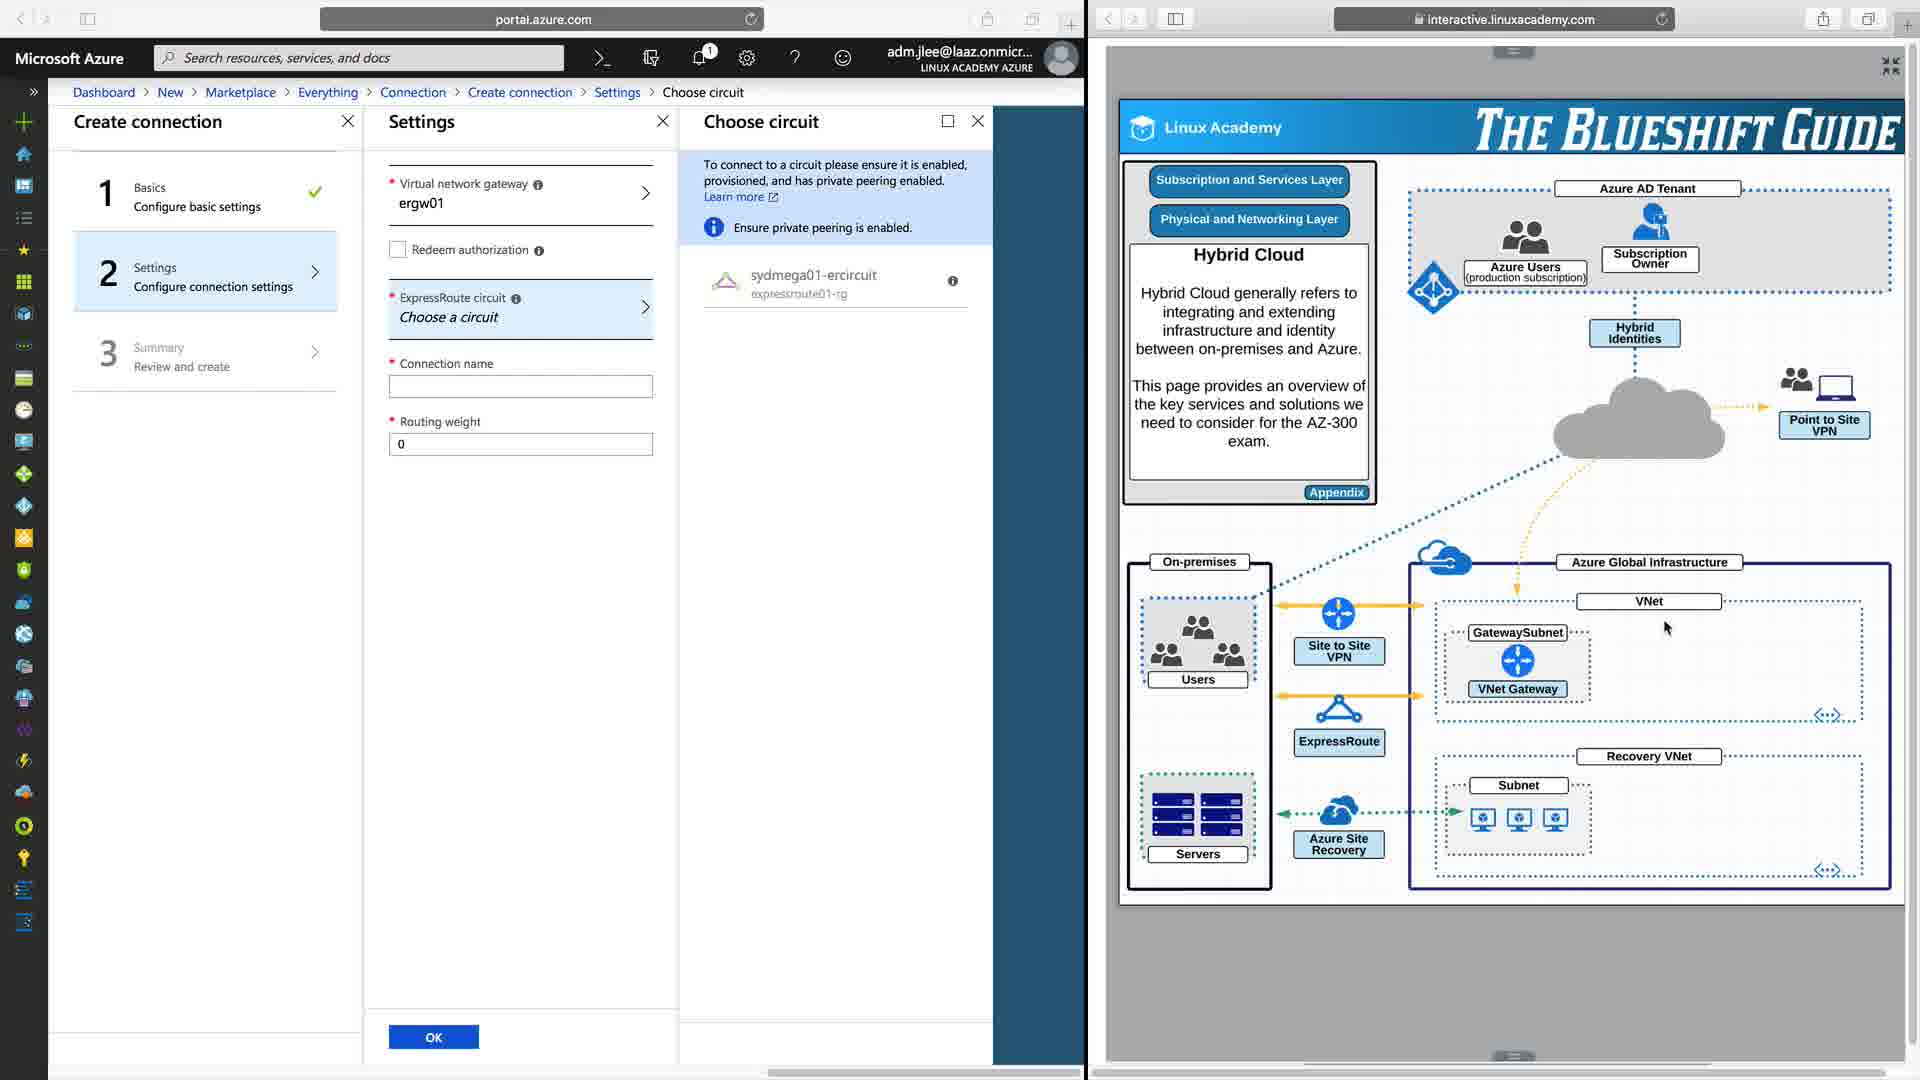 portal.azure.com
Microsoft Azure
Search resources, services, and docs
1
adm.jlee@laaz.onmicr...
LINUX ACADEMY AZURE
Dashboard > New > Marketplace > Everything > Connection > Create connection > Settings > Choose circuit
Create connection
1
Basics
Configure basic settings
2
Settings
Configure connection settings
3
Summary
Review and create
Settings
* Virtual network gateway
ergw01
Redeem authorization
* ExpressRoute circuit
Choose a circuit
* Connection name
* Routing weight
0
OK
Choose circuit
To connect to a circuit please ensure it is enabled,
provisioned, and has private peering enabled.
Learn more
Ensure private peering is enabled.
sydmega01-ercircuit
expressroute01-rg
interactive.linuxacademy.com
Linux Academy
The Blueshift Guide
Subscription and Services Layer
Physical and Networking Layer
Hybrid Cloud
Hybrid Cloud generally refers to
integrating and extending
infrastructure and identity
between on-premises and Azure.
This page provides an overview of
the key services and solutions we
need to consider for the AZ-300
exam.
Appendix
Azure AD Tenant
Azure Users
(production subscription)
Subscription
Owner
Hybrid
Identities
Point to Site
VPN
On-premises
Users
Servers
Site to Site
VPN
ExpressRoute
Azure Site
Recovery
Azure Global Infrastructure
VNet
GatewaySubnet
VNet Gateway
Recovery VNet
Subnet